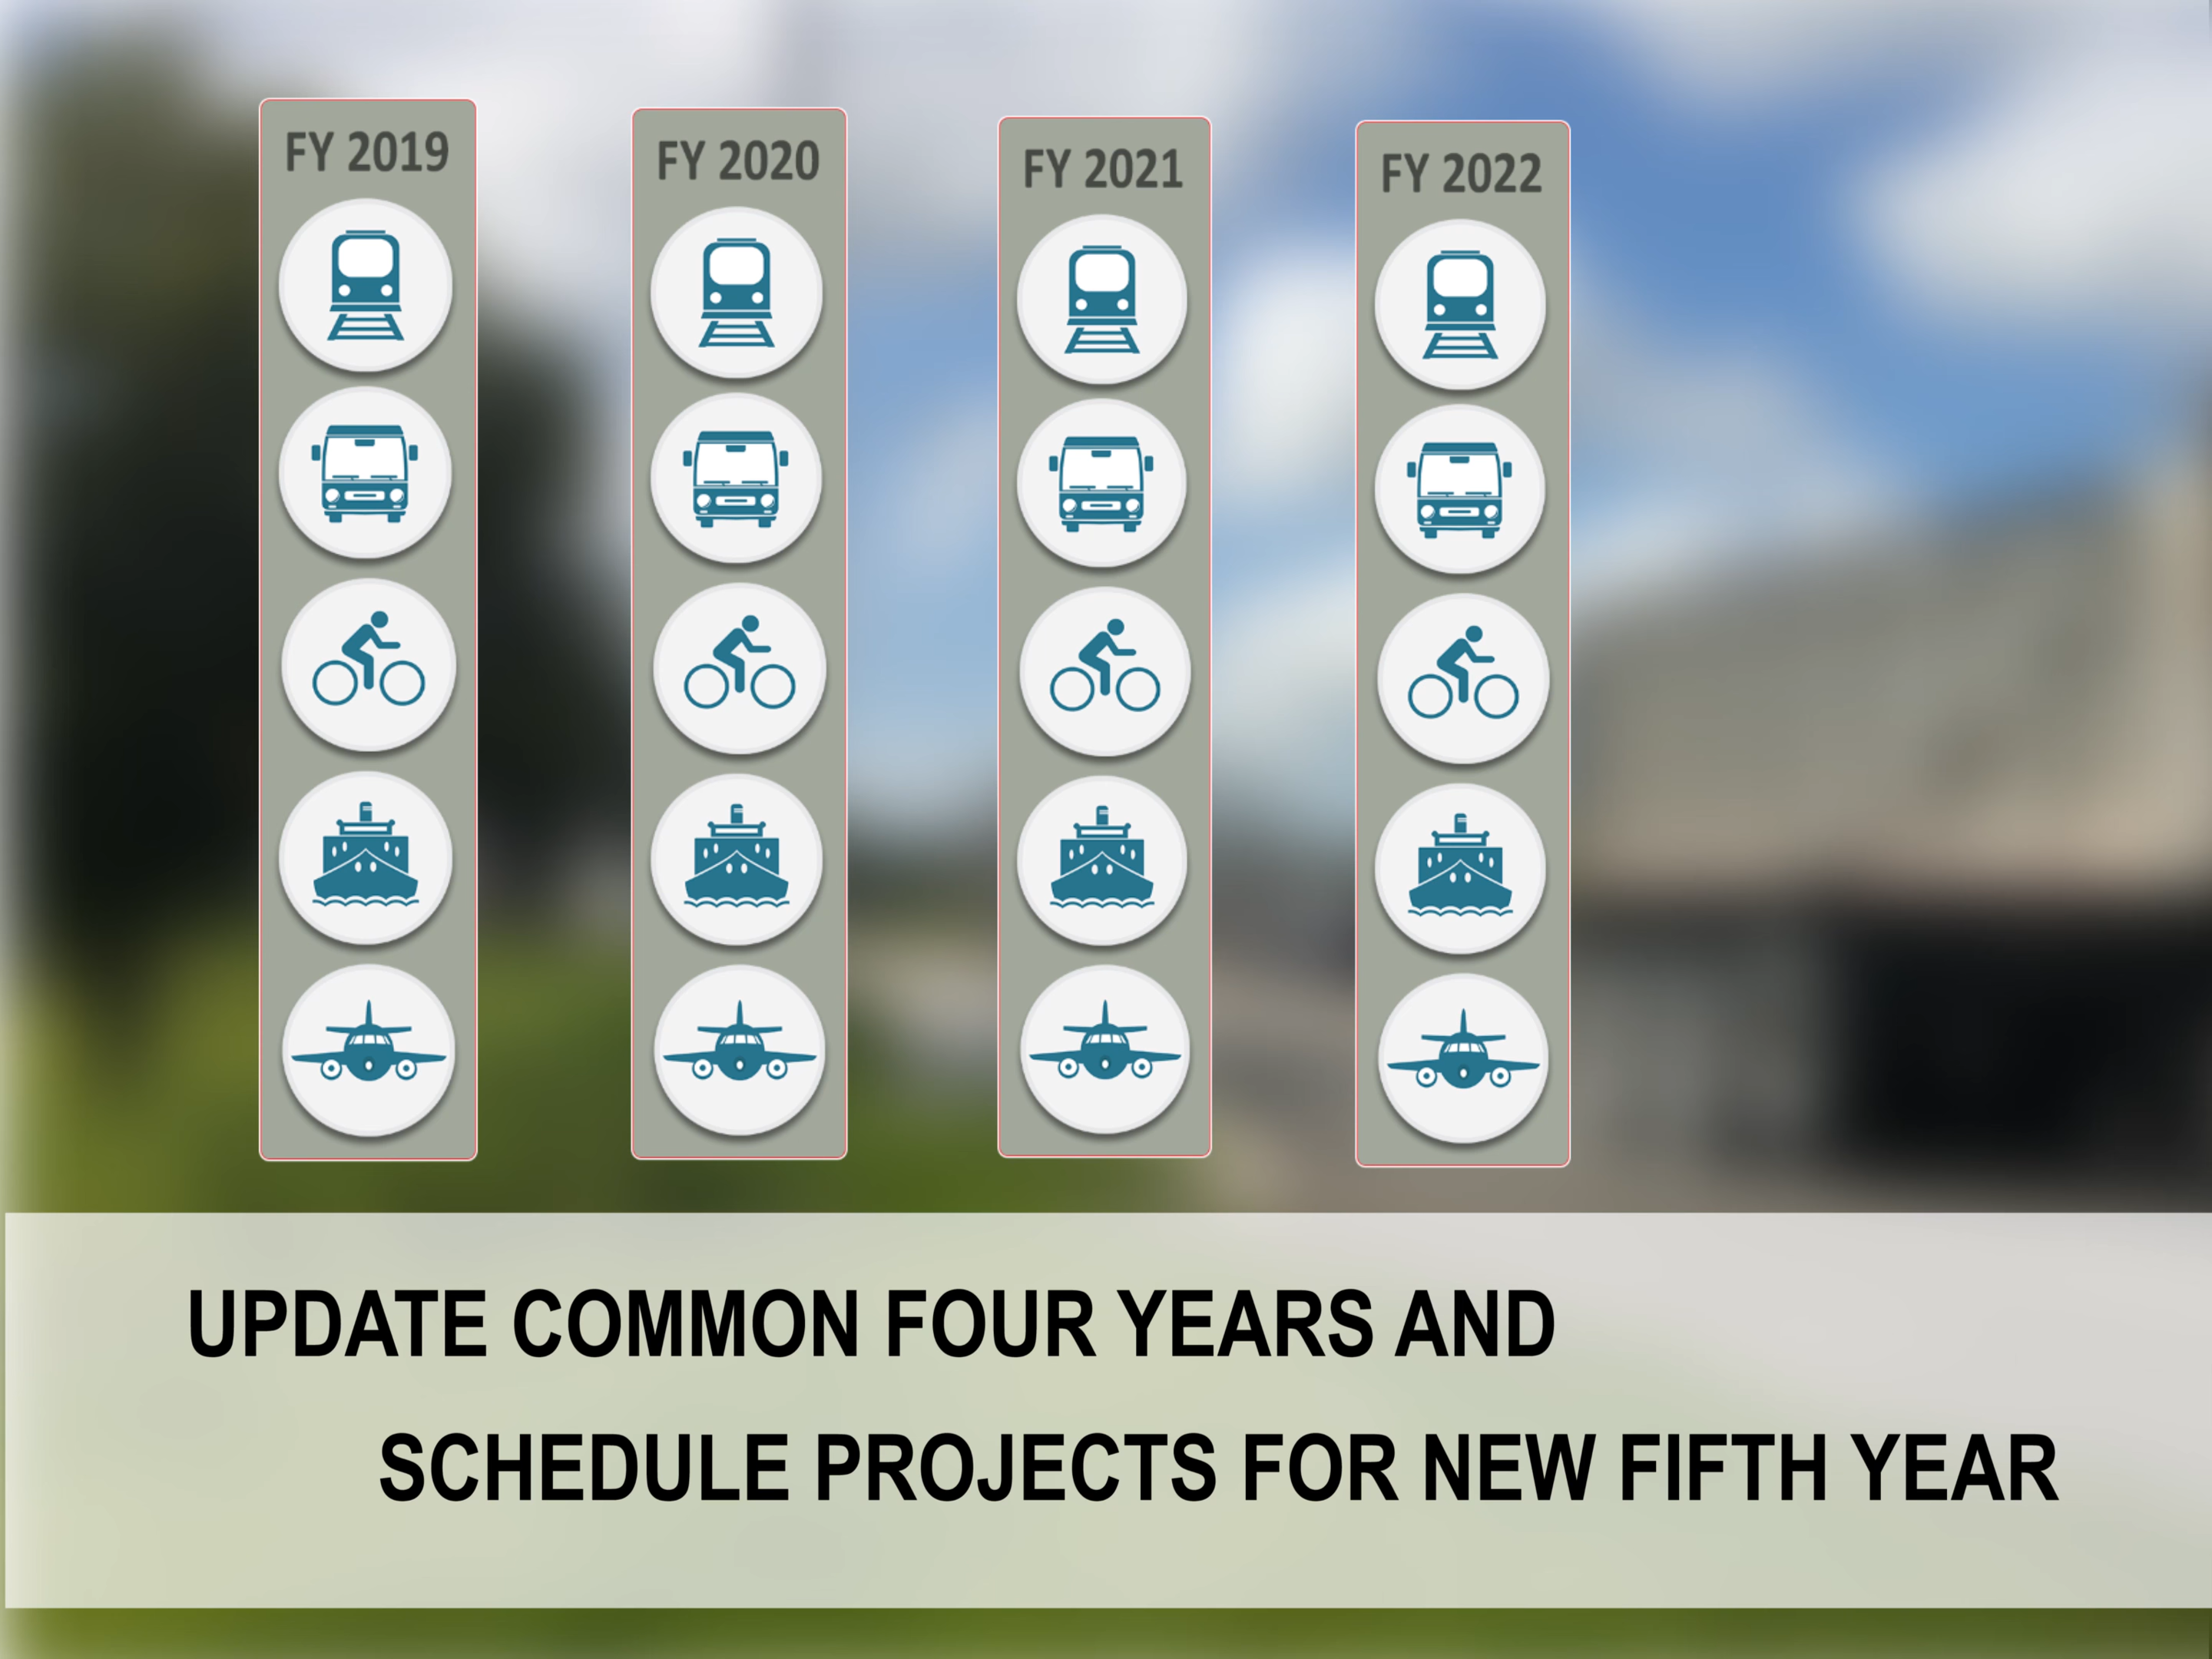 FY 2019
FY 2020
FY 2021
FY 2022
UPDATE COMMON FOUR YEARS AND
SCHEDULE PROJECTS FOR NEW FIFTH YEAR